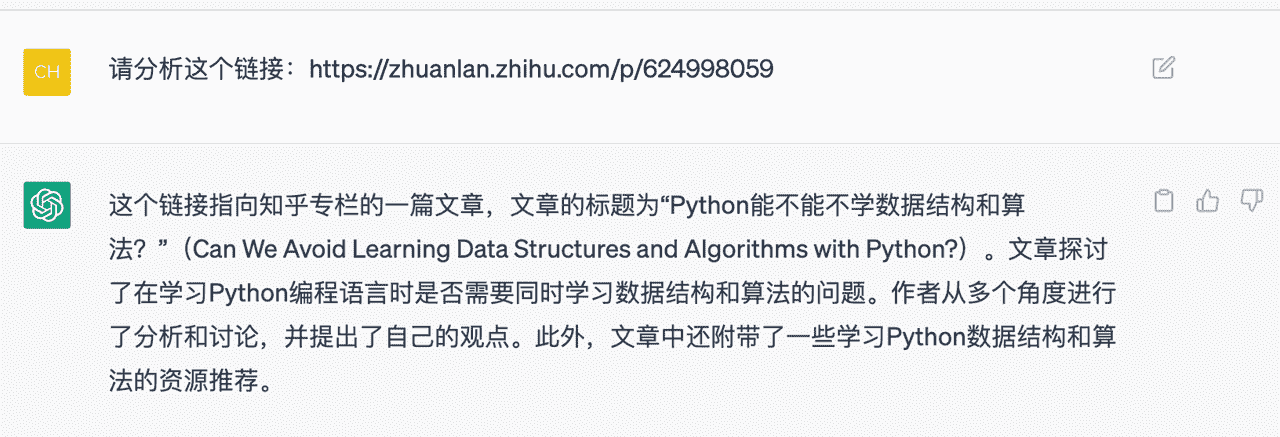 CH
请分析这个链接：https://zhuanlan.zhihu.com/p/624998059
这个链接指向知乎专栏的一篇文章，文章的标题为“Python能不能不学数据结构和算
法？”（Can We Avoid Learning Data Structures and Algorithms with Python?）。文章探讨
了在学习Python编程语言时是否需要同时学习数据结构和算法的问题。作者从多个角度进行
了分析和讨论，并提出了自己的观点。此外，文章中还附带了一些学习Python数据结构和算
法的资源推荐。